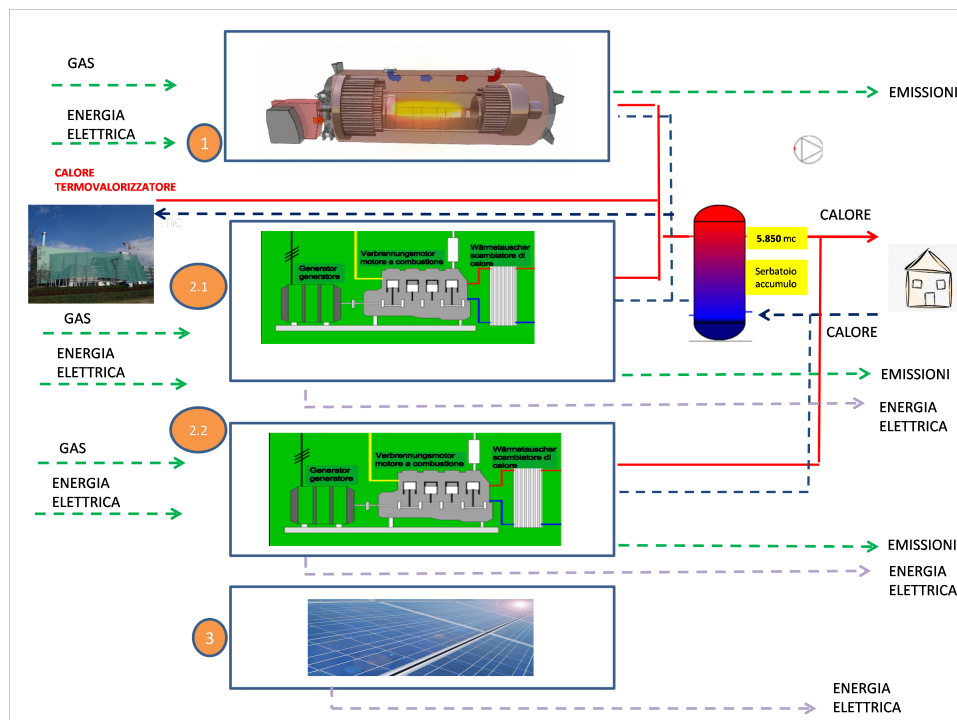 GAS
EMISSIONI
ENERGIA
ELETTRICA
1
CALORE
TERMOVALORIZZATORE
CALORE
5.850 mc
Serbatoio
accumulo
2.1
Generator
generatore
Verbrennungsmotor
motore a combustione
Wärmetauscher
scambiatore di
calore
GAS
CALORE
ENERGIA
ELETTRICA
EMISSIONI
ENERGIA
ELETTRICA
2.2
GAS
ENERGIA
ELETTRICA
Generator
generatore
Verbrennungsmotor
motore a combustione
Wärmetauscher
scambiatore di
calore
EMISSIONI
ENERGIA
ELETTRICA
3
ENERGIA
ELETTRICA